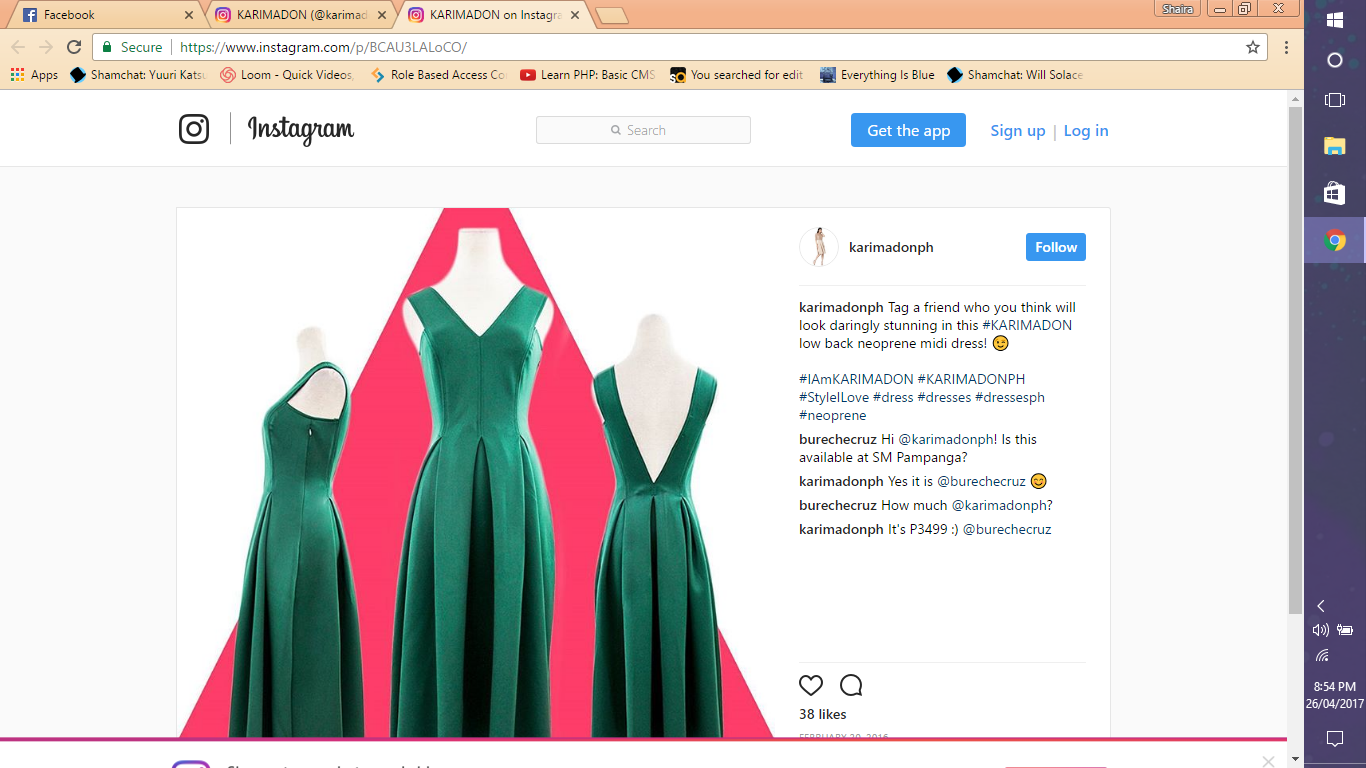 Facebook
KARIMADON (@karimad
KARIMADON on Instagra
Shaira
Secure
https://www.instagram.com/p/BCAU3LALoCO/
Apps
Shamchat: Yuuri Katsu
Loom - Quick Videos,
Role Based Access Co
Learn PHP: Basic CMS
You searched for edit
Everything Is Blue
Shamchat: Will Solace
Instagram
Search
Get the app
Sign up | Log in
karimadonph
Follow
karimadonph Tag a friend who you think will
look daringly stunning in this #KARIMADON
low back neoprene midi dress! 😉
#IAmKARIMADON #KARIMADONPH
#StyleILove #dress #dresses #dressesph
#neoprene
burechecruz Hi @karimadonph! Is this
available at SM Pampanga?
karimadonph Yes it is @burechecruz 😊
burechecruz How much @karimadonph?
karimadonph It's P3499 :) @burechecruz
38 likes
8:54 PM
26/04/2017